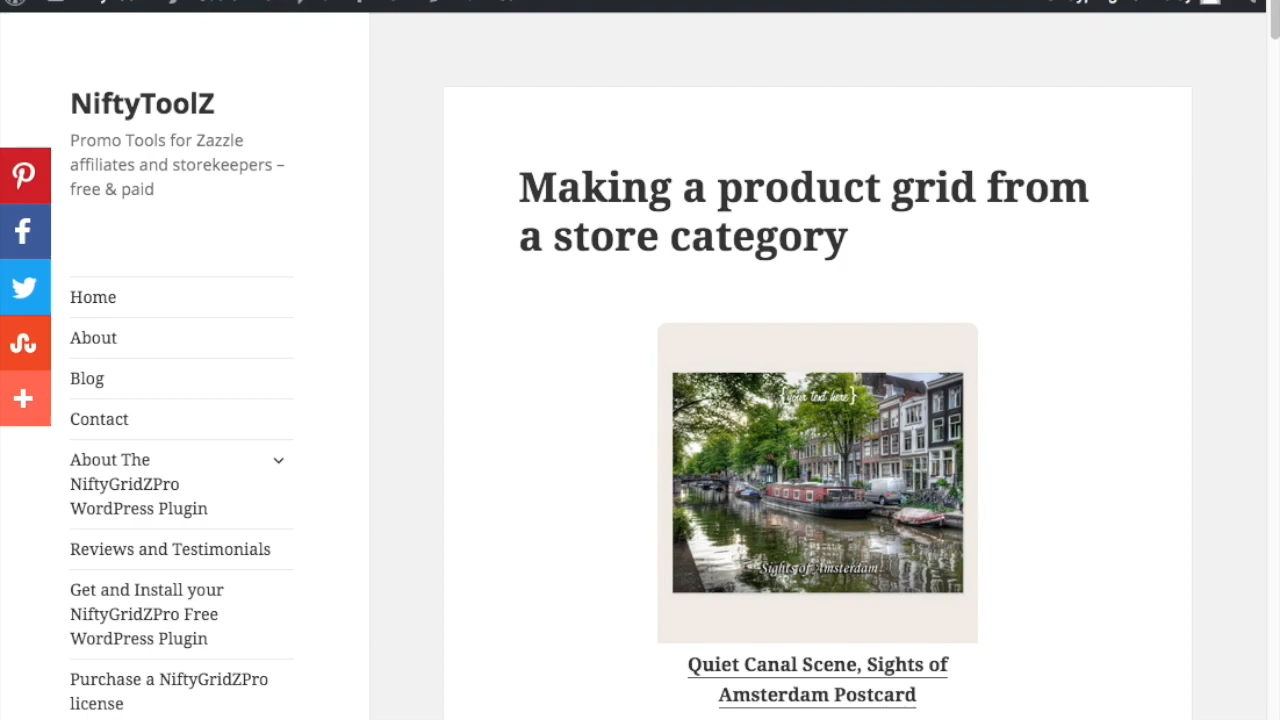 NiftyToolZ
Promo Tools for Zazzle
affiliates and storekeepers –
free & paid
Home
About
Blog
Contact
About The
NiftyGridZPro
WordPress Plugin
Reviews and Testimonials
Get and Install your
NiftyGridZPro Free
WordPress Plugin
Purchase a NiftyGridZPro
license
Making a product grid from
a store category
{your text here}
Sights of Amsterdam
Quiet Canal Scene, Sights of
Amsterdam Postcard